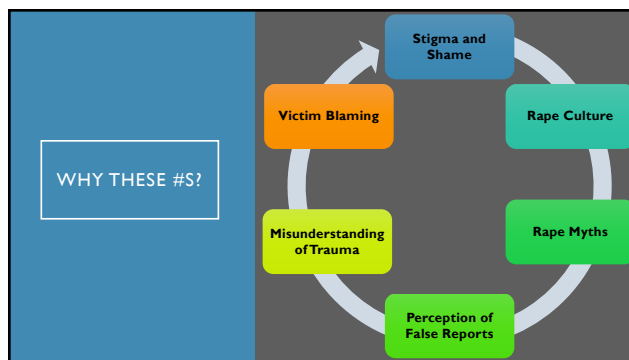 WHY THESE #S?
Stigma and
Shame
Rape Culture
Rape Myths
Perception of
False Reports
Misunderstanding
of Trauma
Victim Blaming